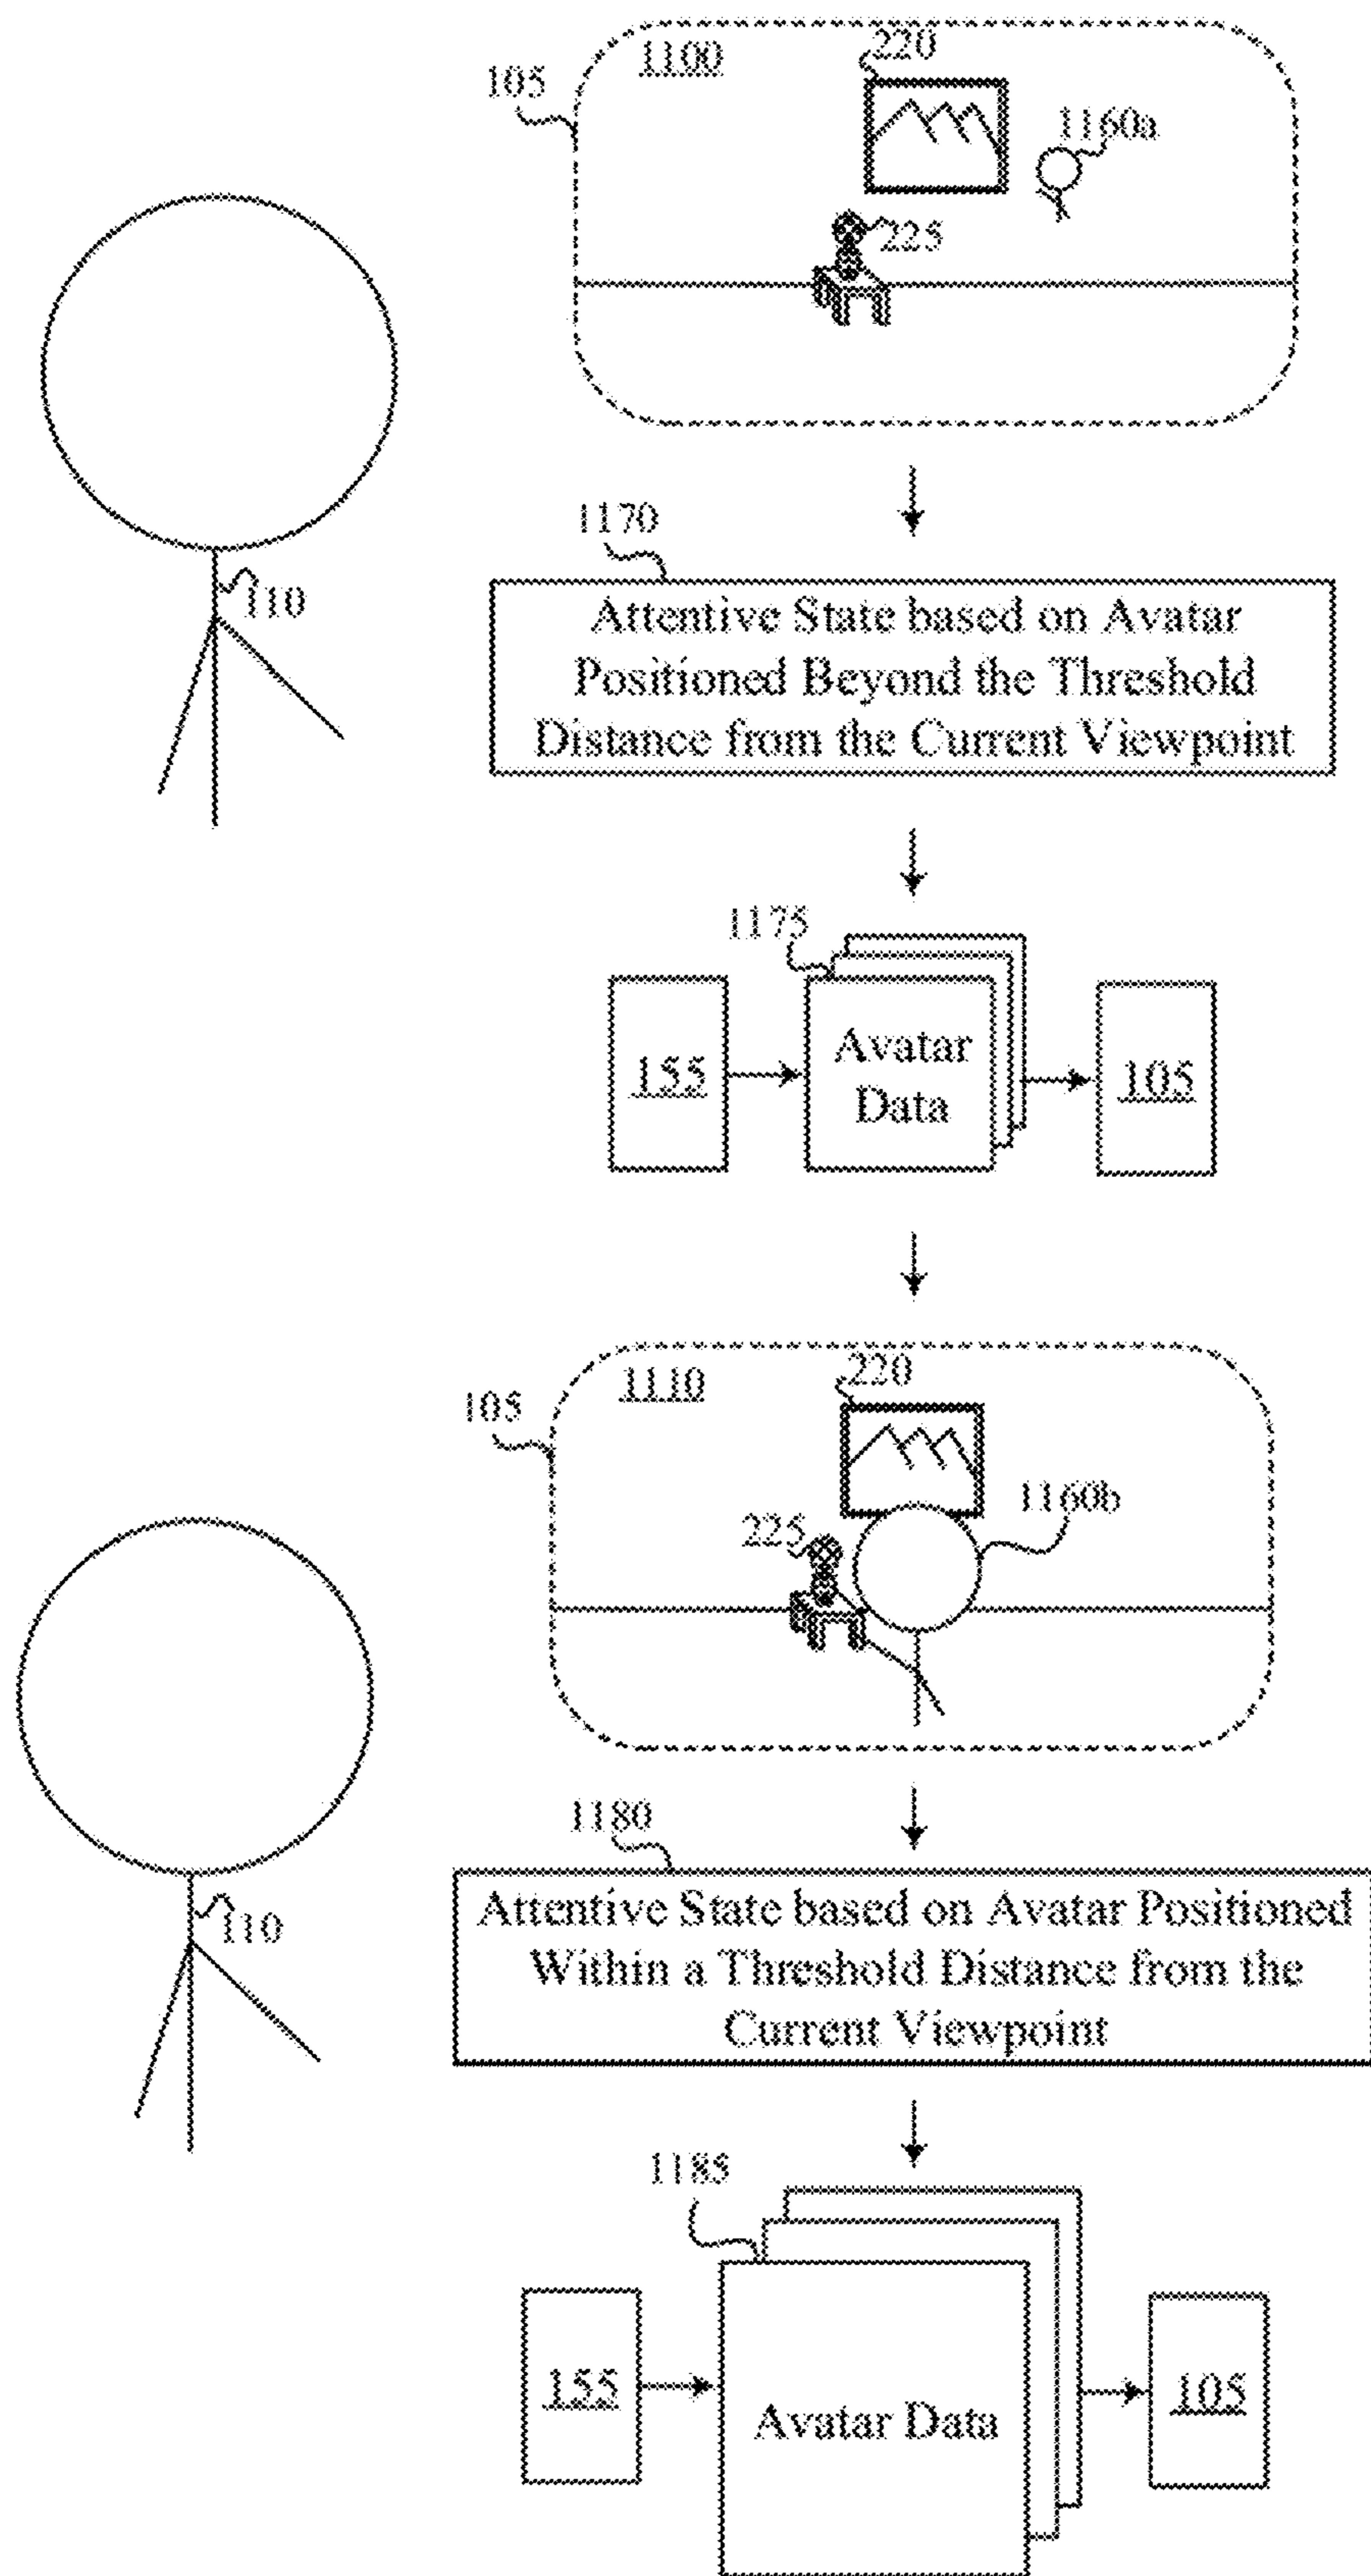 1100
220
105
1160a
225
1170
110
Attentive State based on Avatar
Positioned Beyond the Threshold
Distance from the Current Viewpoint
1175
155
Avatar
Data
105
1110
220
105
1160b
225
1180
110
Attentive State based on Avatar Positioned
Within a Threshold Distance from the
Current Viewpoint
1185
155
Avatar Data
105